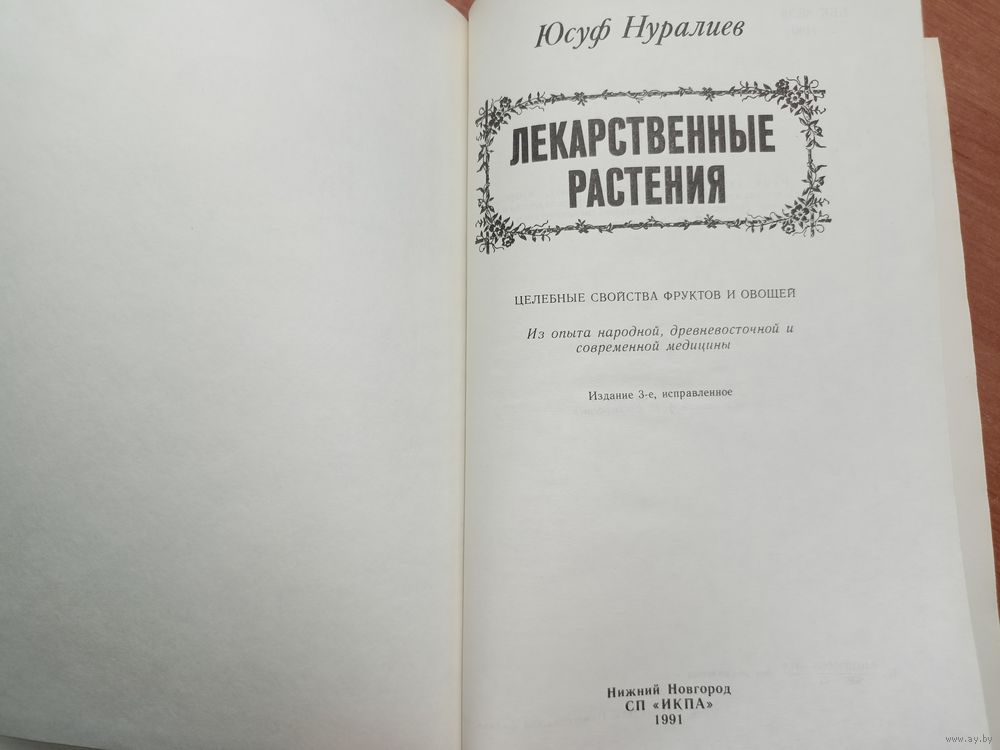 Юсуф Нуралиев
ЛЕКАРСТВЕННЫЕ
РАСТЕНИЯ
ЦЕЛЕБНЫЕ СВОЙСТВА ФРУКТОВ И ОВОЩЕЙ
Из опыта народной, древневосточной и
современной медицины
Издание 3-е, исправленное
Нижний Новгород
СП «ИКПА»
1991
www.ay.by